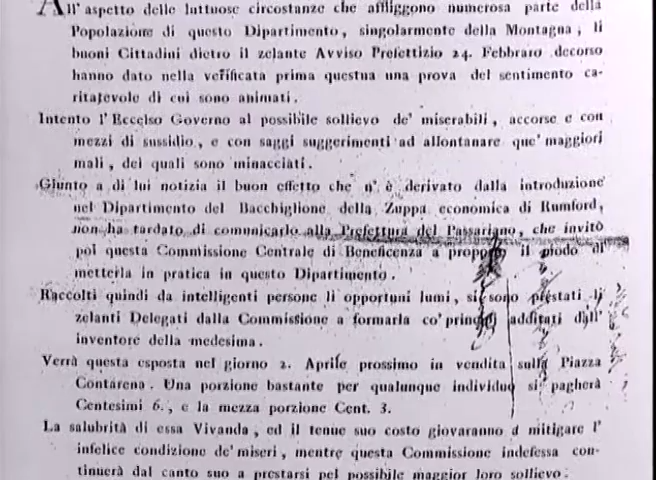 All' aspetto delle luttuose circostanze che affliggono numerosa parte della
Popolazione di questo Dipartimento, singolarmente della Montagna, li
buoni Cittadini dietro il zelante Avviso Prefettizio 24. Febbraro decorso
hanno dato nella verificata prima questua una prova del sentimento ca-
ritatevole di cui sono animati.
Intento l'Eccelso Governo al possibile sollievo de' miserabili, accorse e con
mezzi di sussidio, e con saggi suggerimenti ad allontanare que' maggiori
mali, dei quali sono minacciati.
Giunto a di lui notizia il buon effetto che n' è derivato dalla introduzione
nel Dipartimento del Bacchiglione della Zuppa economica di Rumford,
non ha tardato di comunicarlo alla Prefettura del Passariano, che invitò
poi questa Commissione Centrale di Beneficenza a proporre il modo di
metterla in pratica in questo Dipartimento.
Raccolti quindi da intelligenti persone li opportuni lumi, si sono prestati li
zelanti Delegati dalla Commissione a formarla co' principj additati dall'
inventore della medesima.
Verrà questa esposta nel giorno 2. Aprile prossimo in vendita sulla Piazza
Contarena. Una porzione bastante per qualunque individuo si pagherà
Centesimi 6., e la mezza porzione Cent. 3.
La salubrità di essa Vivanda, ed il tenue suo costo giovaranno a mitigare l'
infelice condizione de' miseri, mentre questa Commissione indefessa con-
tinuerà dal canto suo a prestarsi pel possibile maggior loro sollievo.